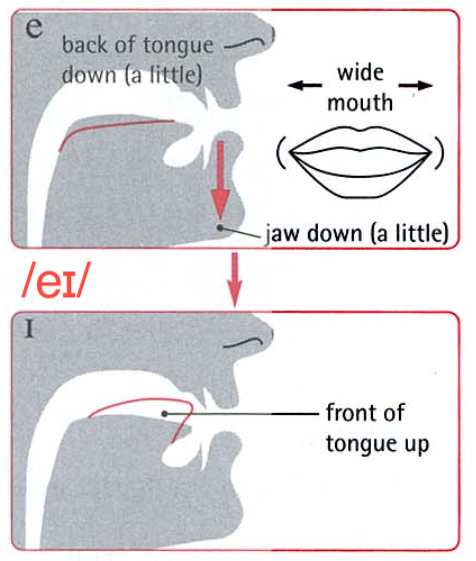 e
back of tongue
down (a little)
wide
mouth
jaw down (a little)
/eɪ/
ɪ
front of
tongue up